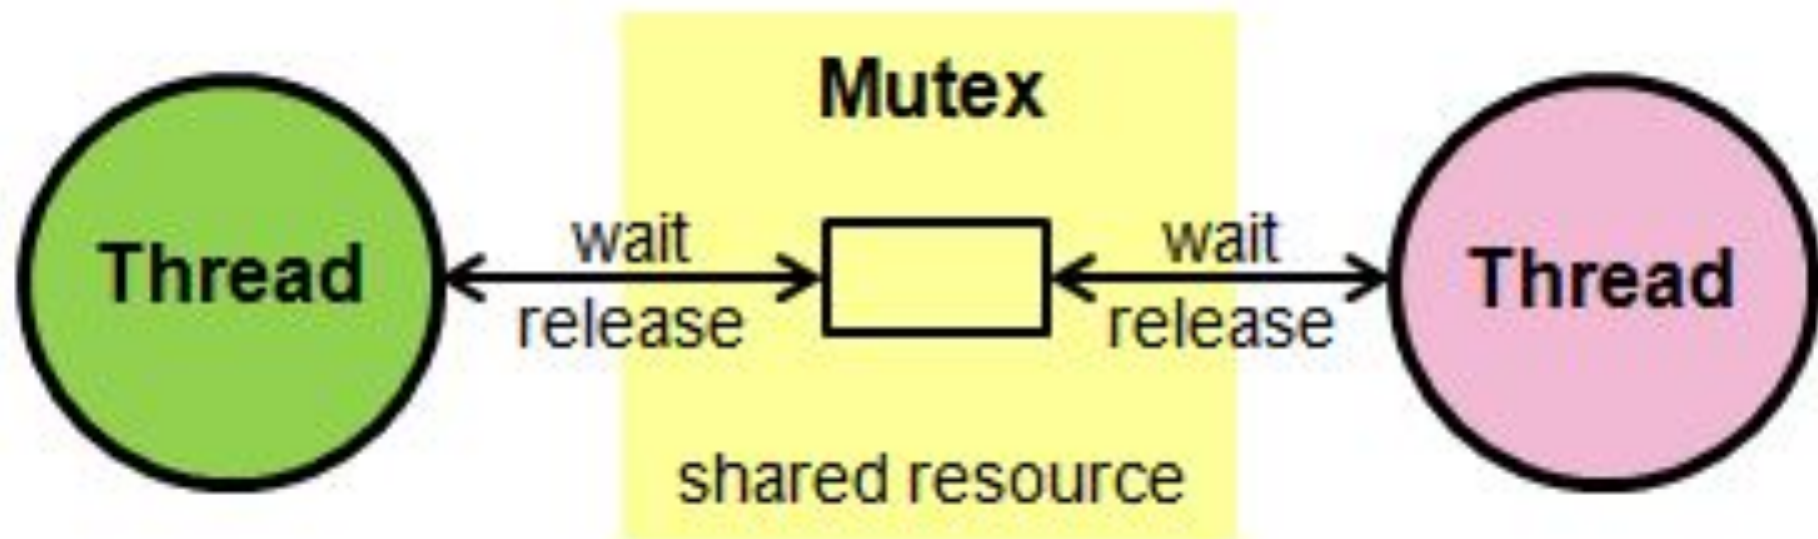 Mutex
Thread
wait
release
wait
release
Thread
shared resource